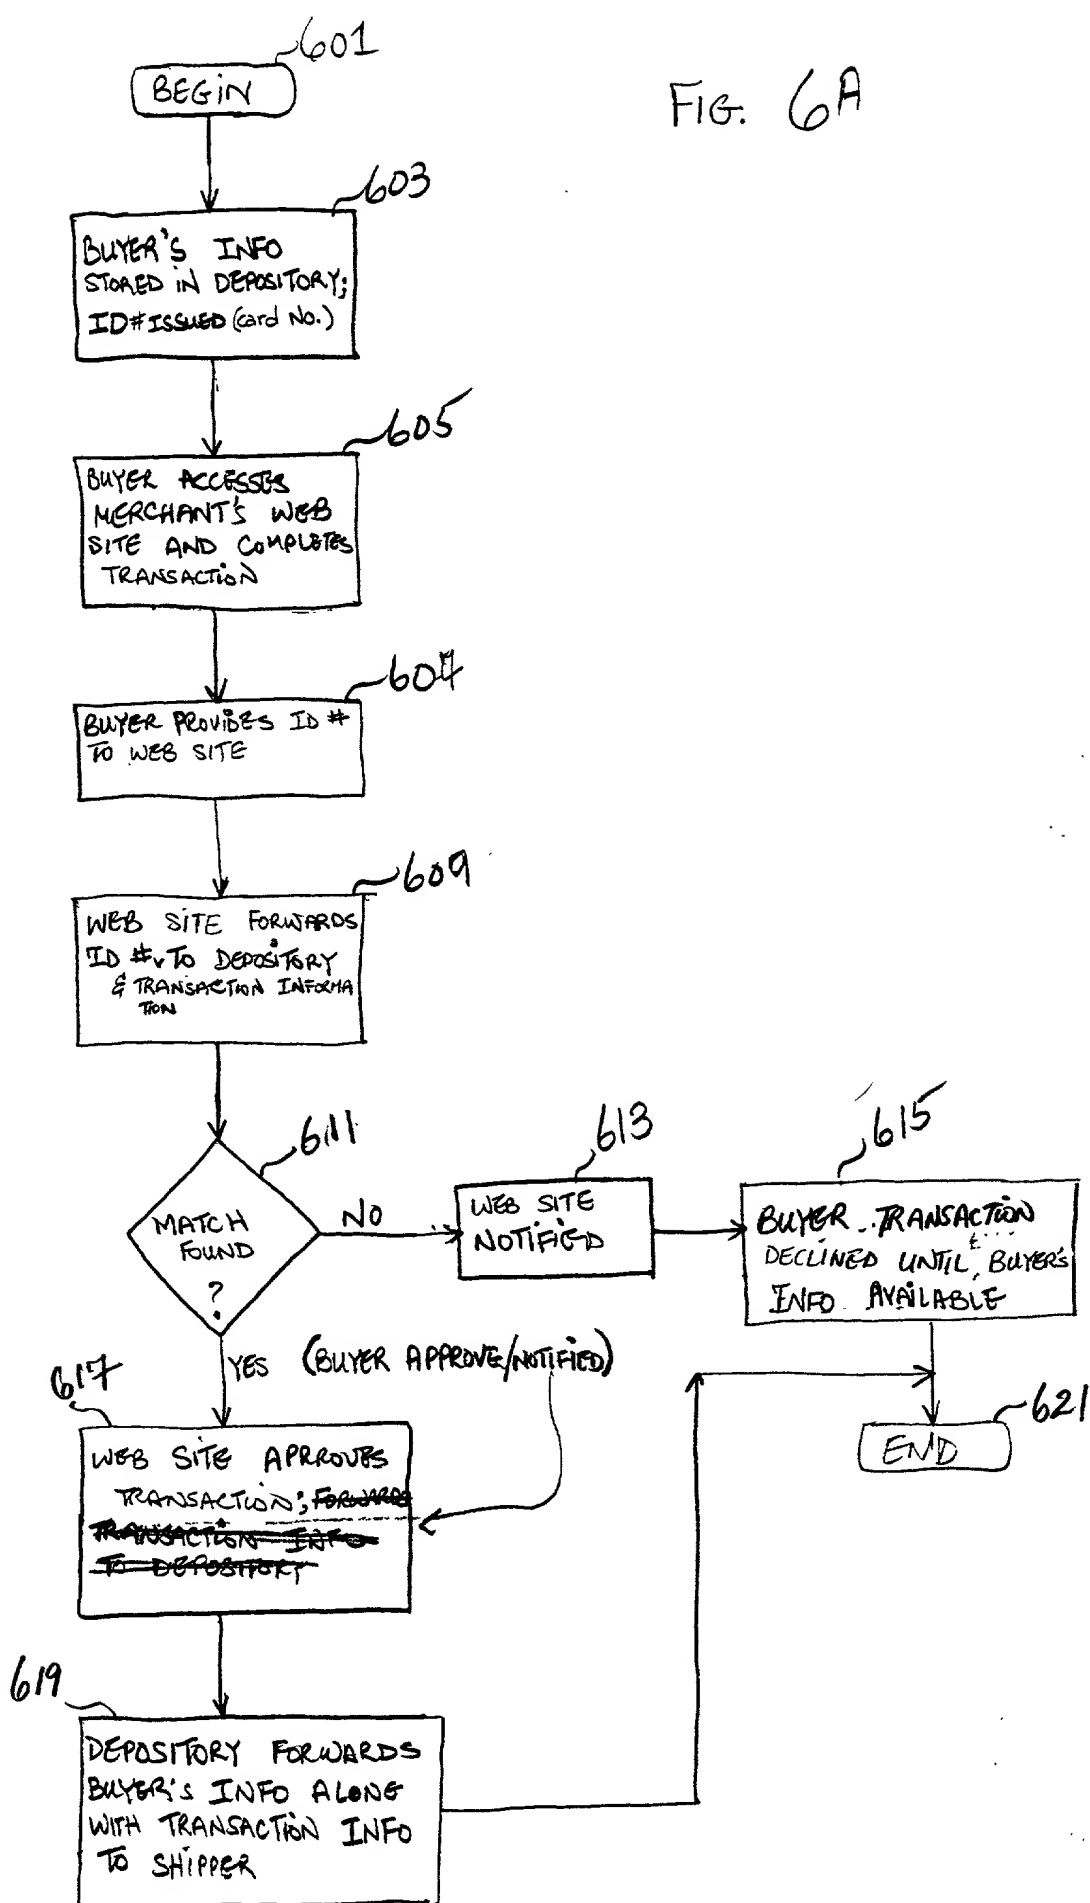 601
BEGIN
FIG. 6A
603
BUYER'S INFO
STORED IN DEPOSITORY;
ID# ISSUED (card No.)
605
BUYER ACCESSES
MERCHANT'S WEB
SITE AND COMPLETES
TRANSACTION
607
BUYER PROVIDES ID #
TO WEB SITE
609
WEB SITE FORWARDS
ID # TO DEPOSITORY
& TRANSACTION INFORMA
TION
611
MATCH
FOUND
?
NO
613
WEB SITE
NOTIFIED
615
BUYER TRANSACTION
DECLINED UNTIL BUYER'S
INFO AVAILABLE
YES (BUYER APPROVE/NOTIFIED)
617
WEB SITE APRROVES
TRANSACTION; FORWARDS
TRANSACTION INFO
TO DEPOSITORY
621
END
619
DEPOSITORY FORWARDS
BUYER'S INFO ALONG
WITH TRANSACTION INFO
TO SHIPPER